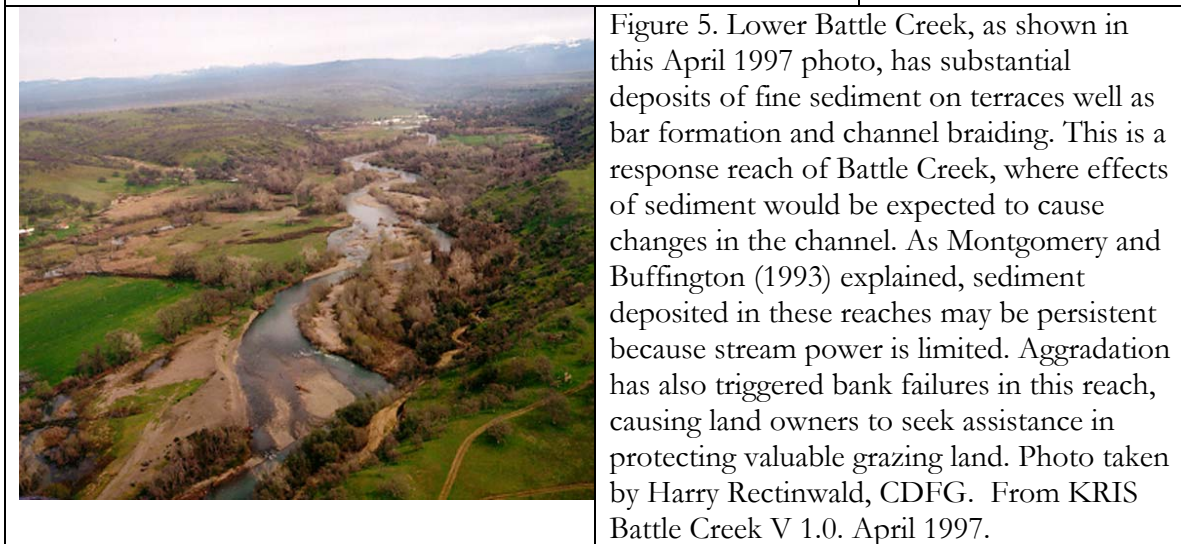 Figure 5. Lower Battle Creek, as shown in
this April 1997 photo, has substantial
deposits of fine sediment on terraces well as
bar formation and channel braiding. This is a
response reach of Battle Creek, where effects
of sediment would be expected to cause
changes in the channel. As Montgomery and
Buffington (1993) explained, sediment
deposited in these reaches may be persistent
because stream power is limited. Aggradation
has also triggered bank failures in this reach,
causing land owners to seek assistance in
protecting valuable grazing land. Photo taken
by Harry Rectinwald, CDFG. From KRIS
Battle Creek V 1.0. April 1997.